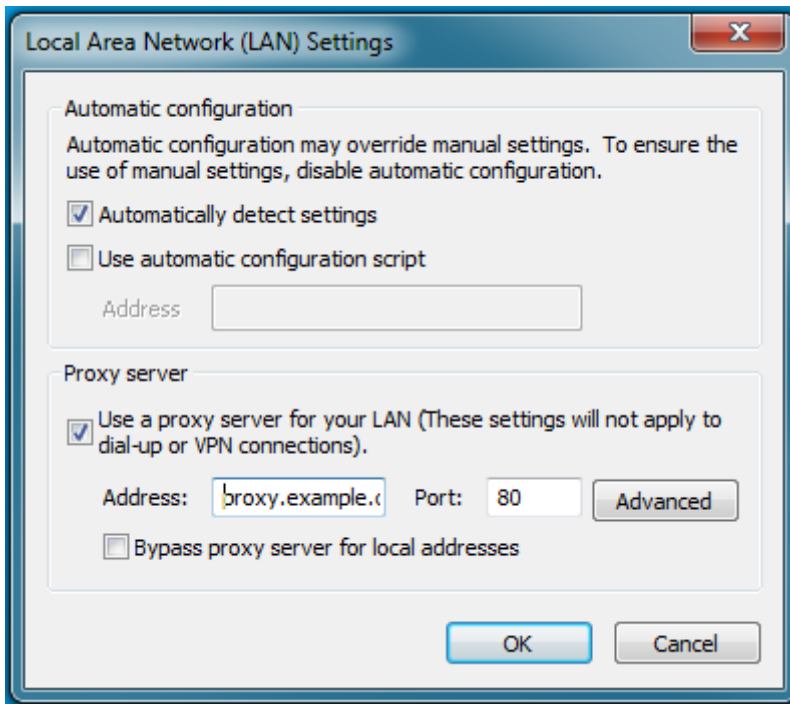 Local Area Network (LAN) Settings
Automatic configuration
Automatic configuration may override manual settings. To ensure the
use of manual settings, disable automatic configuration.
Automatically detect settings
Use automatic configuration script
Address
Proxy server
Use a proxy server for your LAN (These settings will not apply to
dial-up or VPN connections).
Address: proxy.example.c Port: 80 Advanced
Bypass proxy server for local addresses
OK Cancel